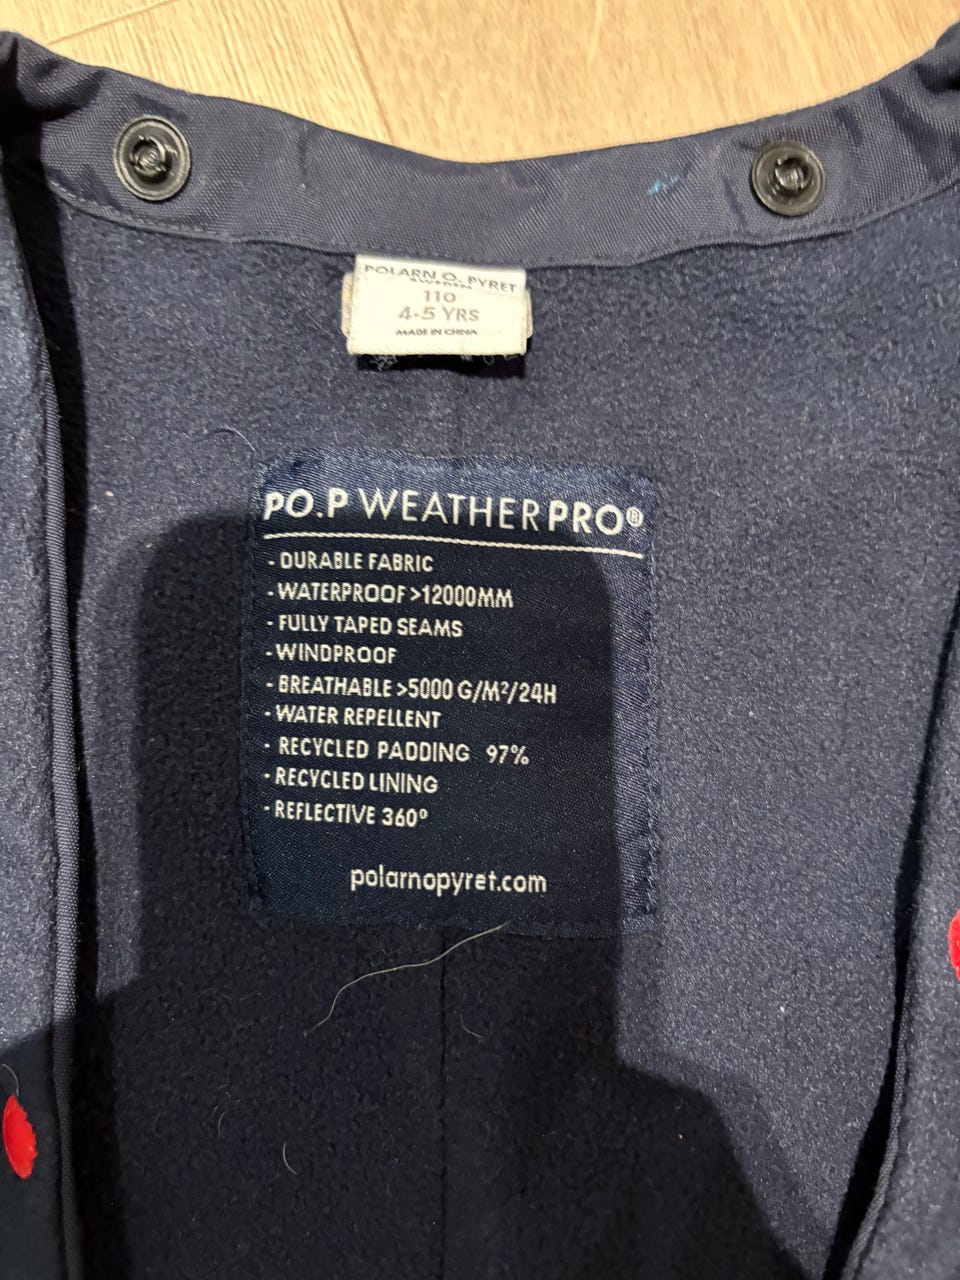 POLARN O. PYRET
SWEDEN
110
4-5 YRS
MADE IN CHINA
PO.P WEATHERPRO®
- DURABLE FABRIC
- WATERPROOF >12000MM
- FULLY TAPED SEAMS
- WINDPROOF
- BREATHABLE >5000 G/M²/24H
- WATER REPELLENT
- RECYCLED PADDING 97%
- RECYCLED LINING
- REFLECTIVE 360°
polarnopyret.com